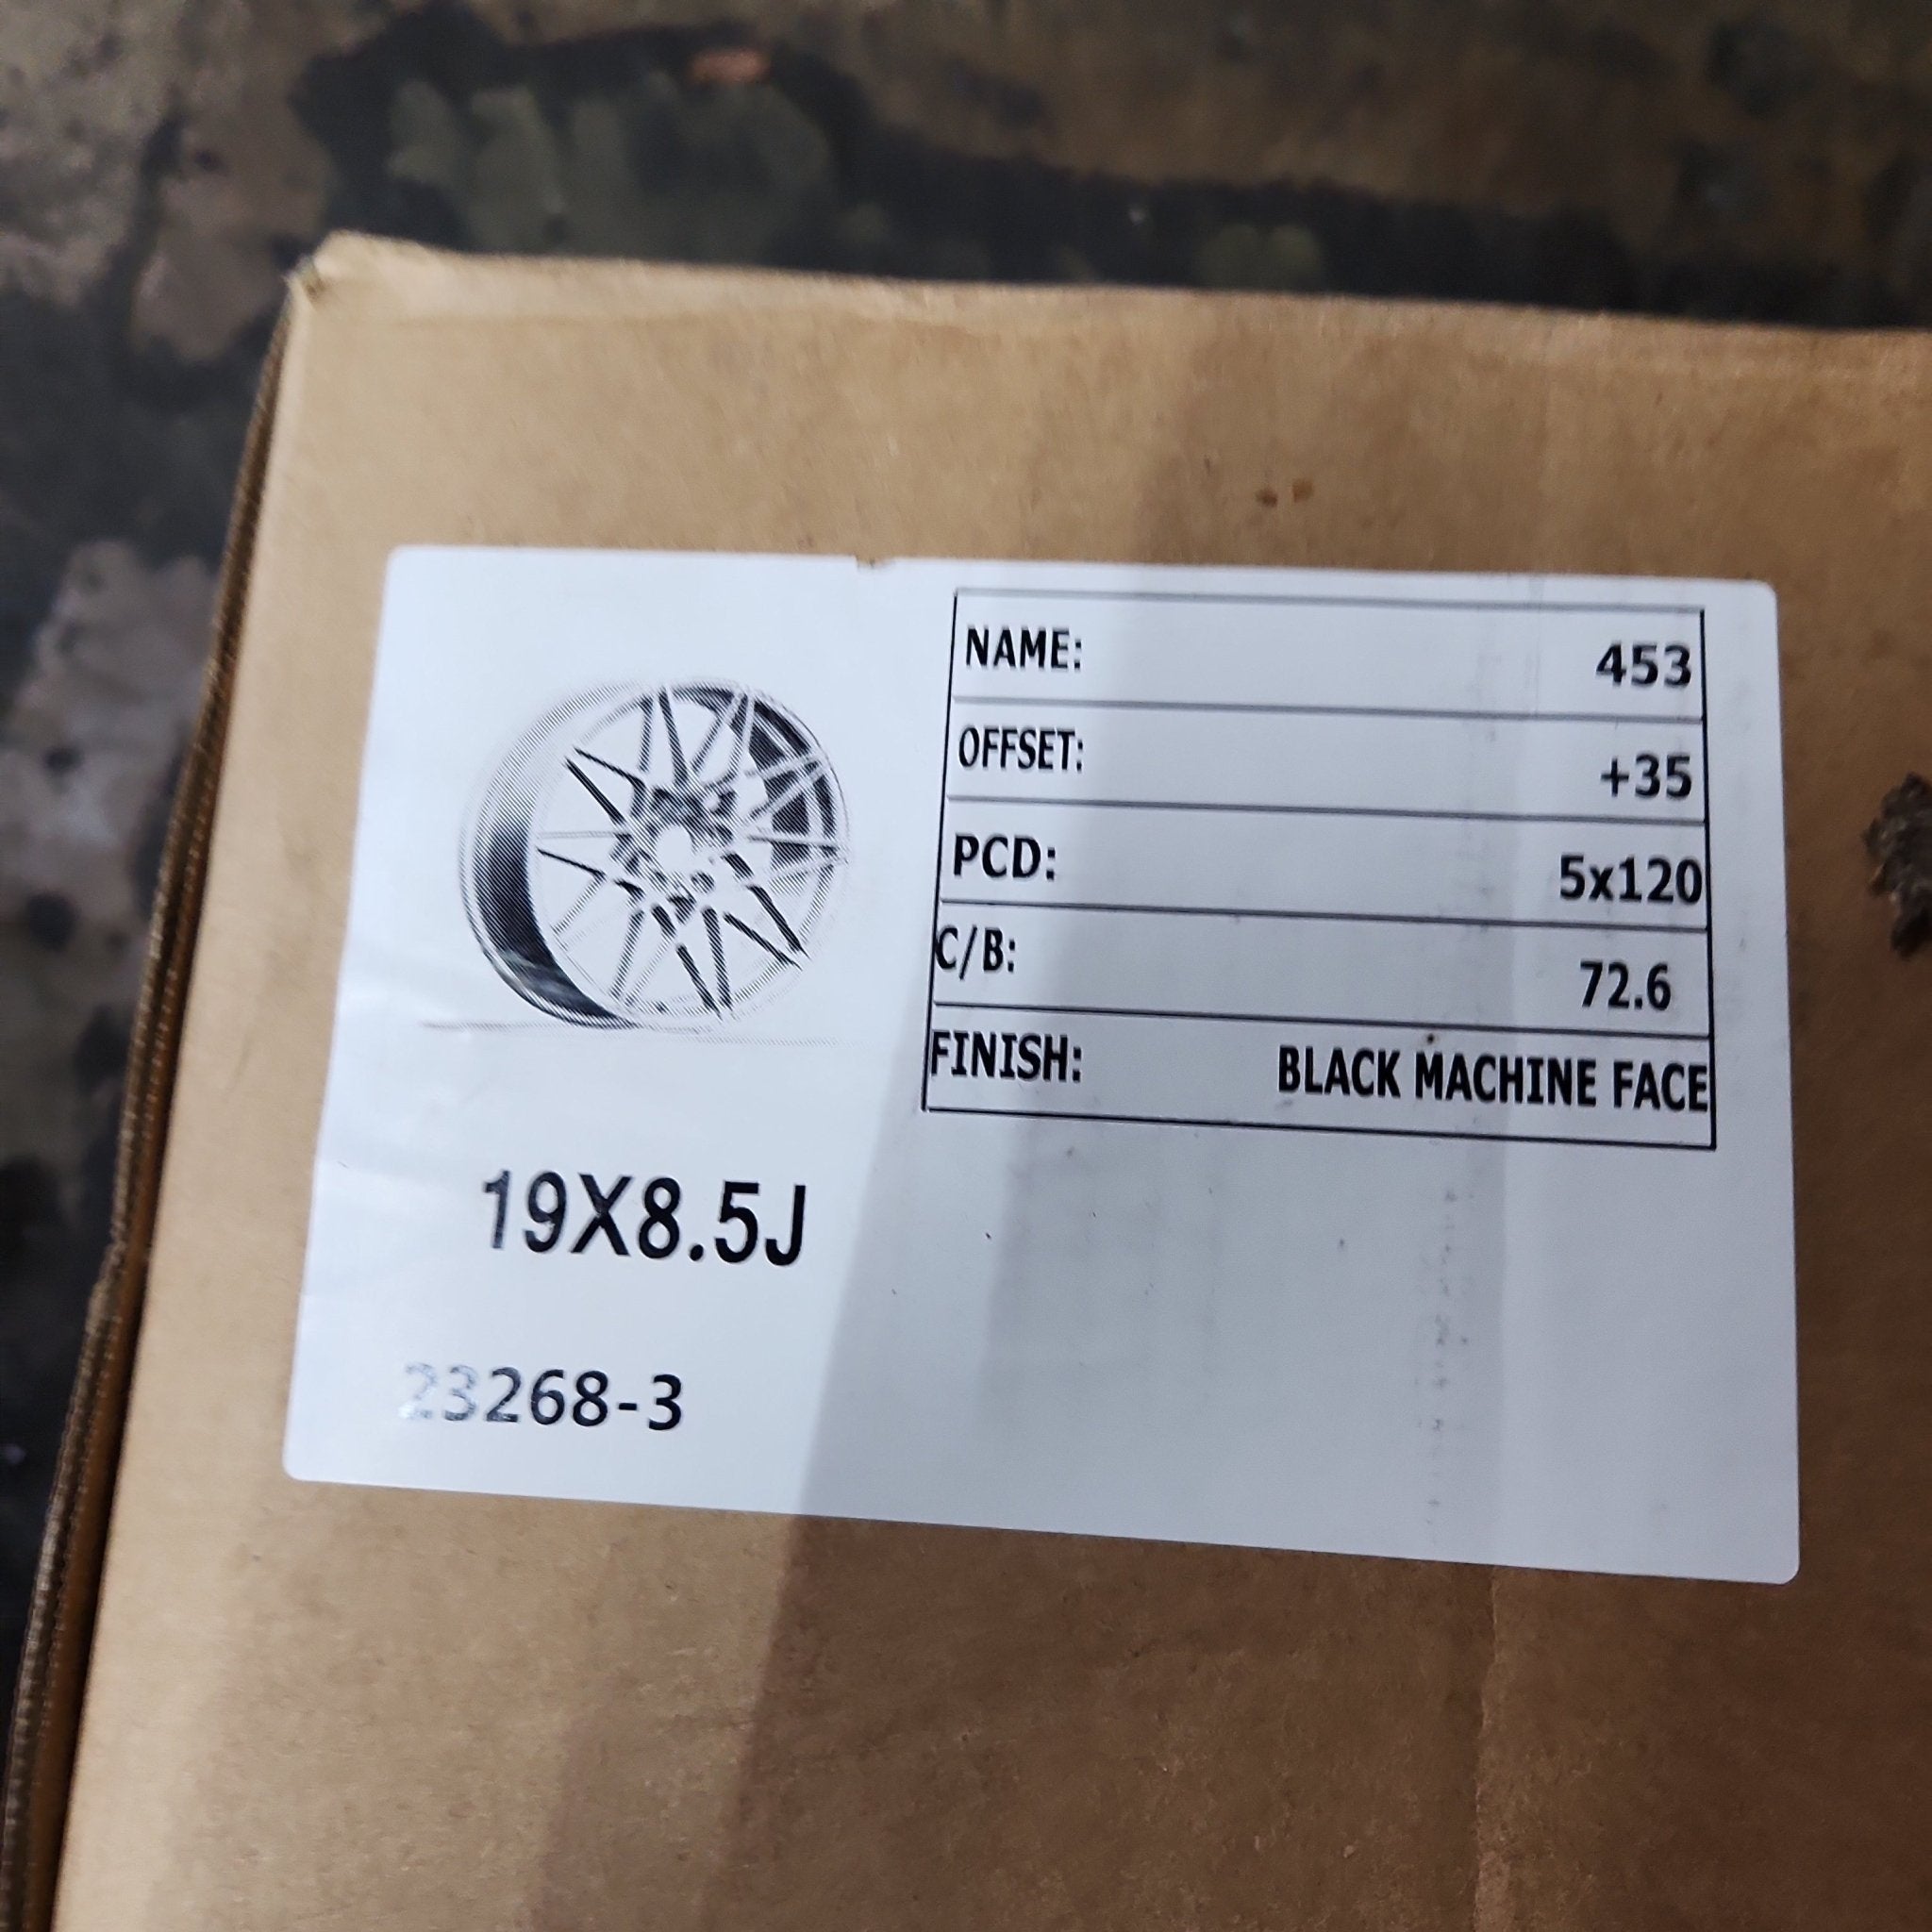 NAME: 453
OFFSET: +35
PCD: 5x120
C/B: 72.6
FINISH: BLACK MACHINE FACE
19X8.5J
23268-3